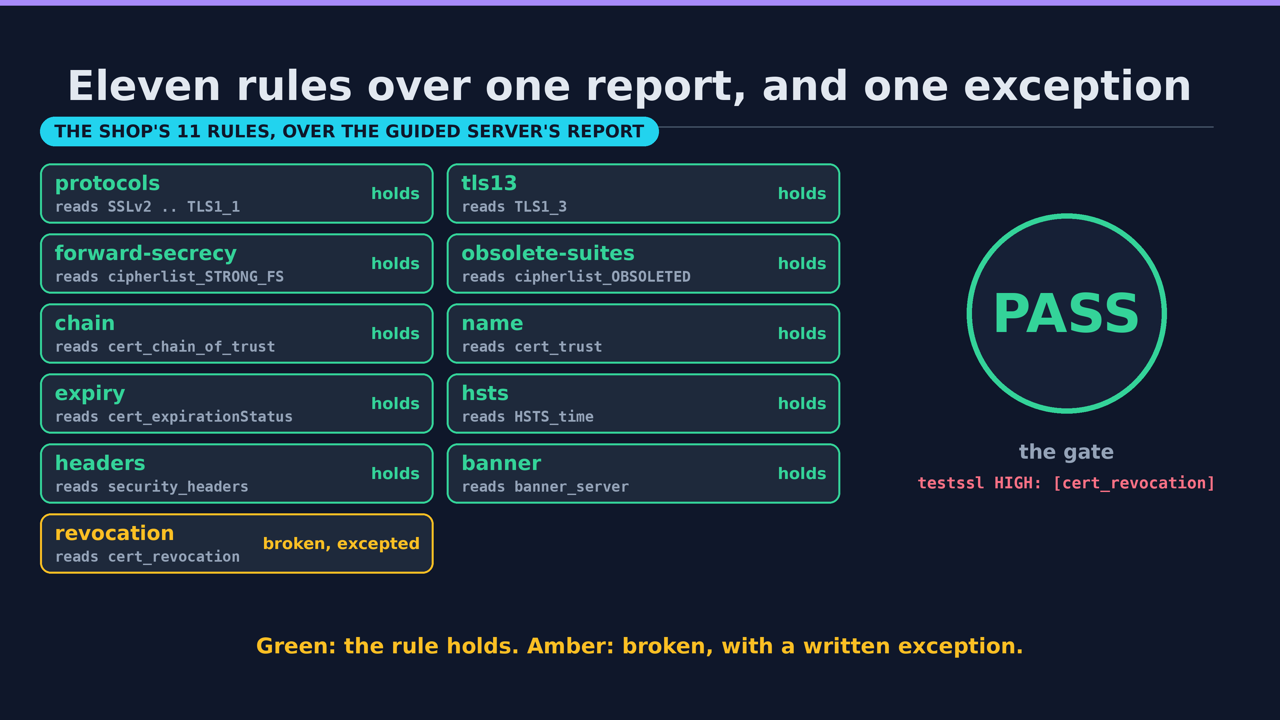 Eleven rules over one report, and one exception
THE SHOP'S 11 RULES, OVER THE GUIDED SERVER'S REPORT
protocols
reads SSLv2 .. TLS1_1
holds
tls13
reads TLS1_3
holds
forward-secrecy
reads cipherlist_STRONG_FS
holds
obsolete-suites
reads cipherlist_OBSOLETED
holds
chain
reads cert_chain_of_trust
holds
name
reads cert_trust
holds
expiry
reads cert_expirationStatus
holds
hsts
reads HSTS_time
holds
headers
reads security_headers
holds
banner
reads banner_server
holds
revocation
reads cert_revocation
broken, excepted
PASS
the gate
testssl HIGH: [cert_revocation]
Green: the rule holds. Amber: broken, with a written exception.